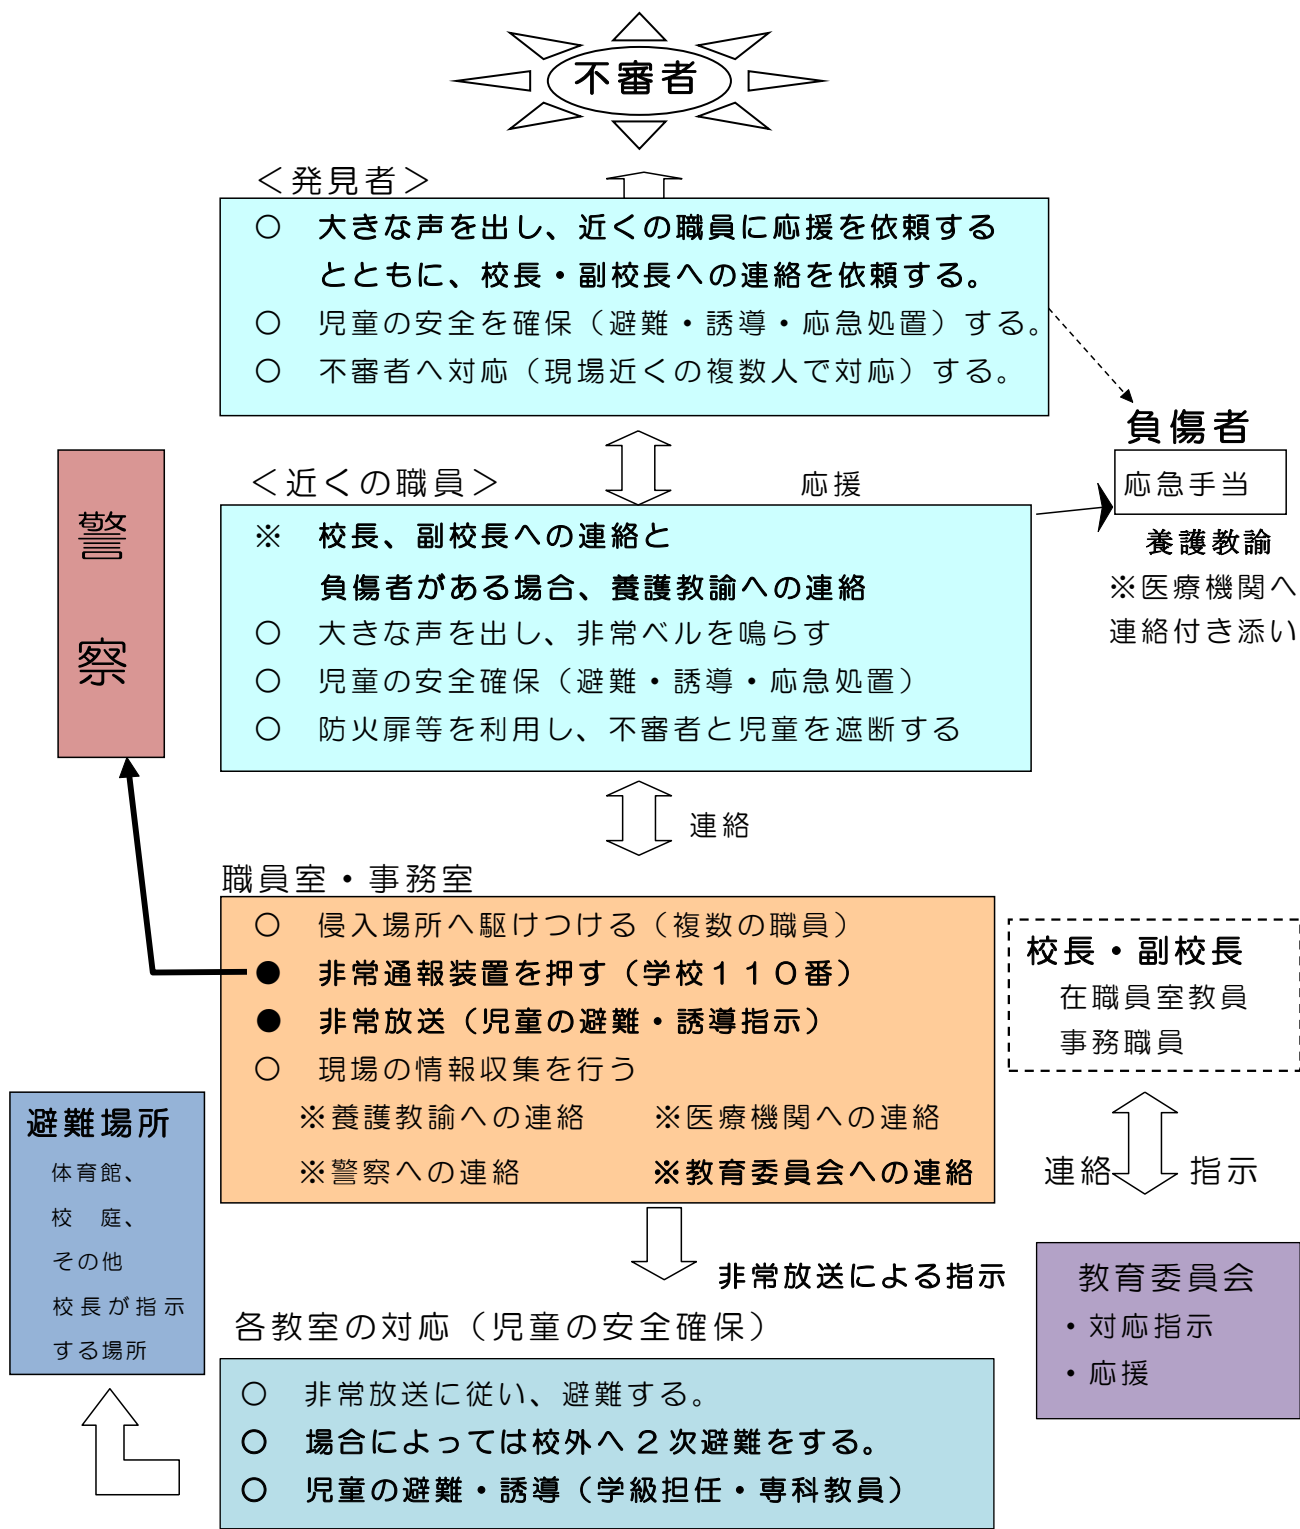 不審者
＜発見者＞
○　大きな声を出し、近くの職員に応援を依頼する
とともに、校長・副校長への連絡を依頼する。
○　児童の安全を確保（避難・誘導・応急処置）する。
○　不審者へ対応（現場近くの複数人で対応）する。
負傷者
応急手当
養護教諭
※医療機関へ
連絡付き添い
警
察
＜近くの職員＞
応援
※　校長、副校長への連絡と
負傷者がある場合、養護教諭への連絡
○　大きな声を出し、非常ベルを鳴らす
○　児童の安全確保（避難・誘導・応急処置）
○　防火扉等を利用し、不審者と児童を遮断する
連絡
職員室・事務室
○　侵入場所へ駆けつける（複数の職員）
●　非常通報装置を押す（学校１１０番）
●　非常放送（児童の避難・誘導指示）
○　現場の情報収集を行う
※養護教諭への連絡　　※医療機関への連絡
※警察への連絡　　　　※教育委員会への連絡
校長・副校長
在職員室教員
事務職員
連絡　指示
教育委員会
・対応指示
・応援
避難場所
体育館、
校　庭、
その他
校長が指示
する場所
非常放送による指示
各教室の対応（児童の安全確保）
○　非常放送に従い、避難する。
○　場合によっては校外へ２次避難をする。
○　児童の避難・誘導（学級担任・専科教員）